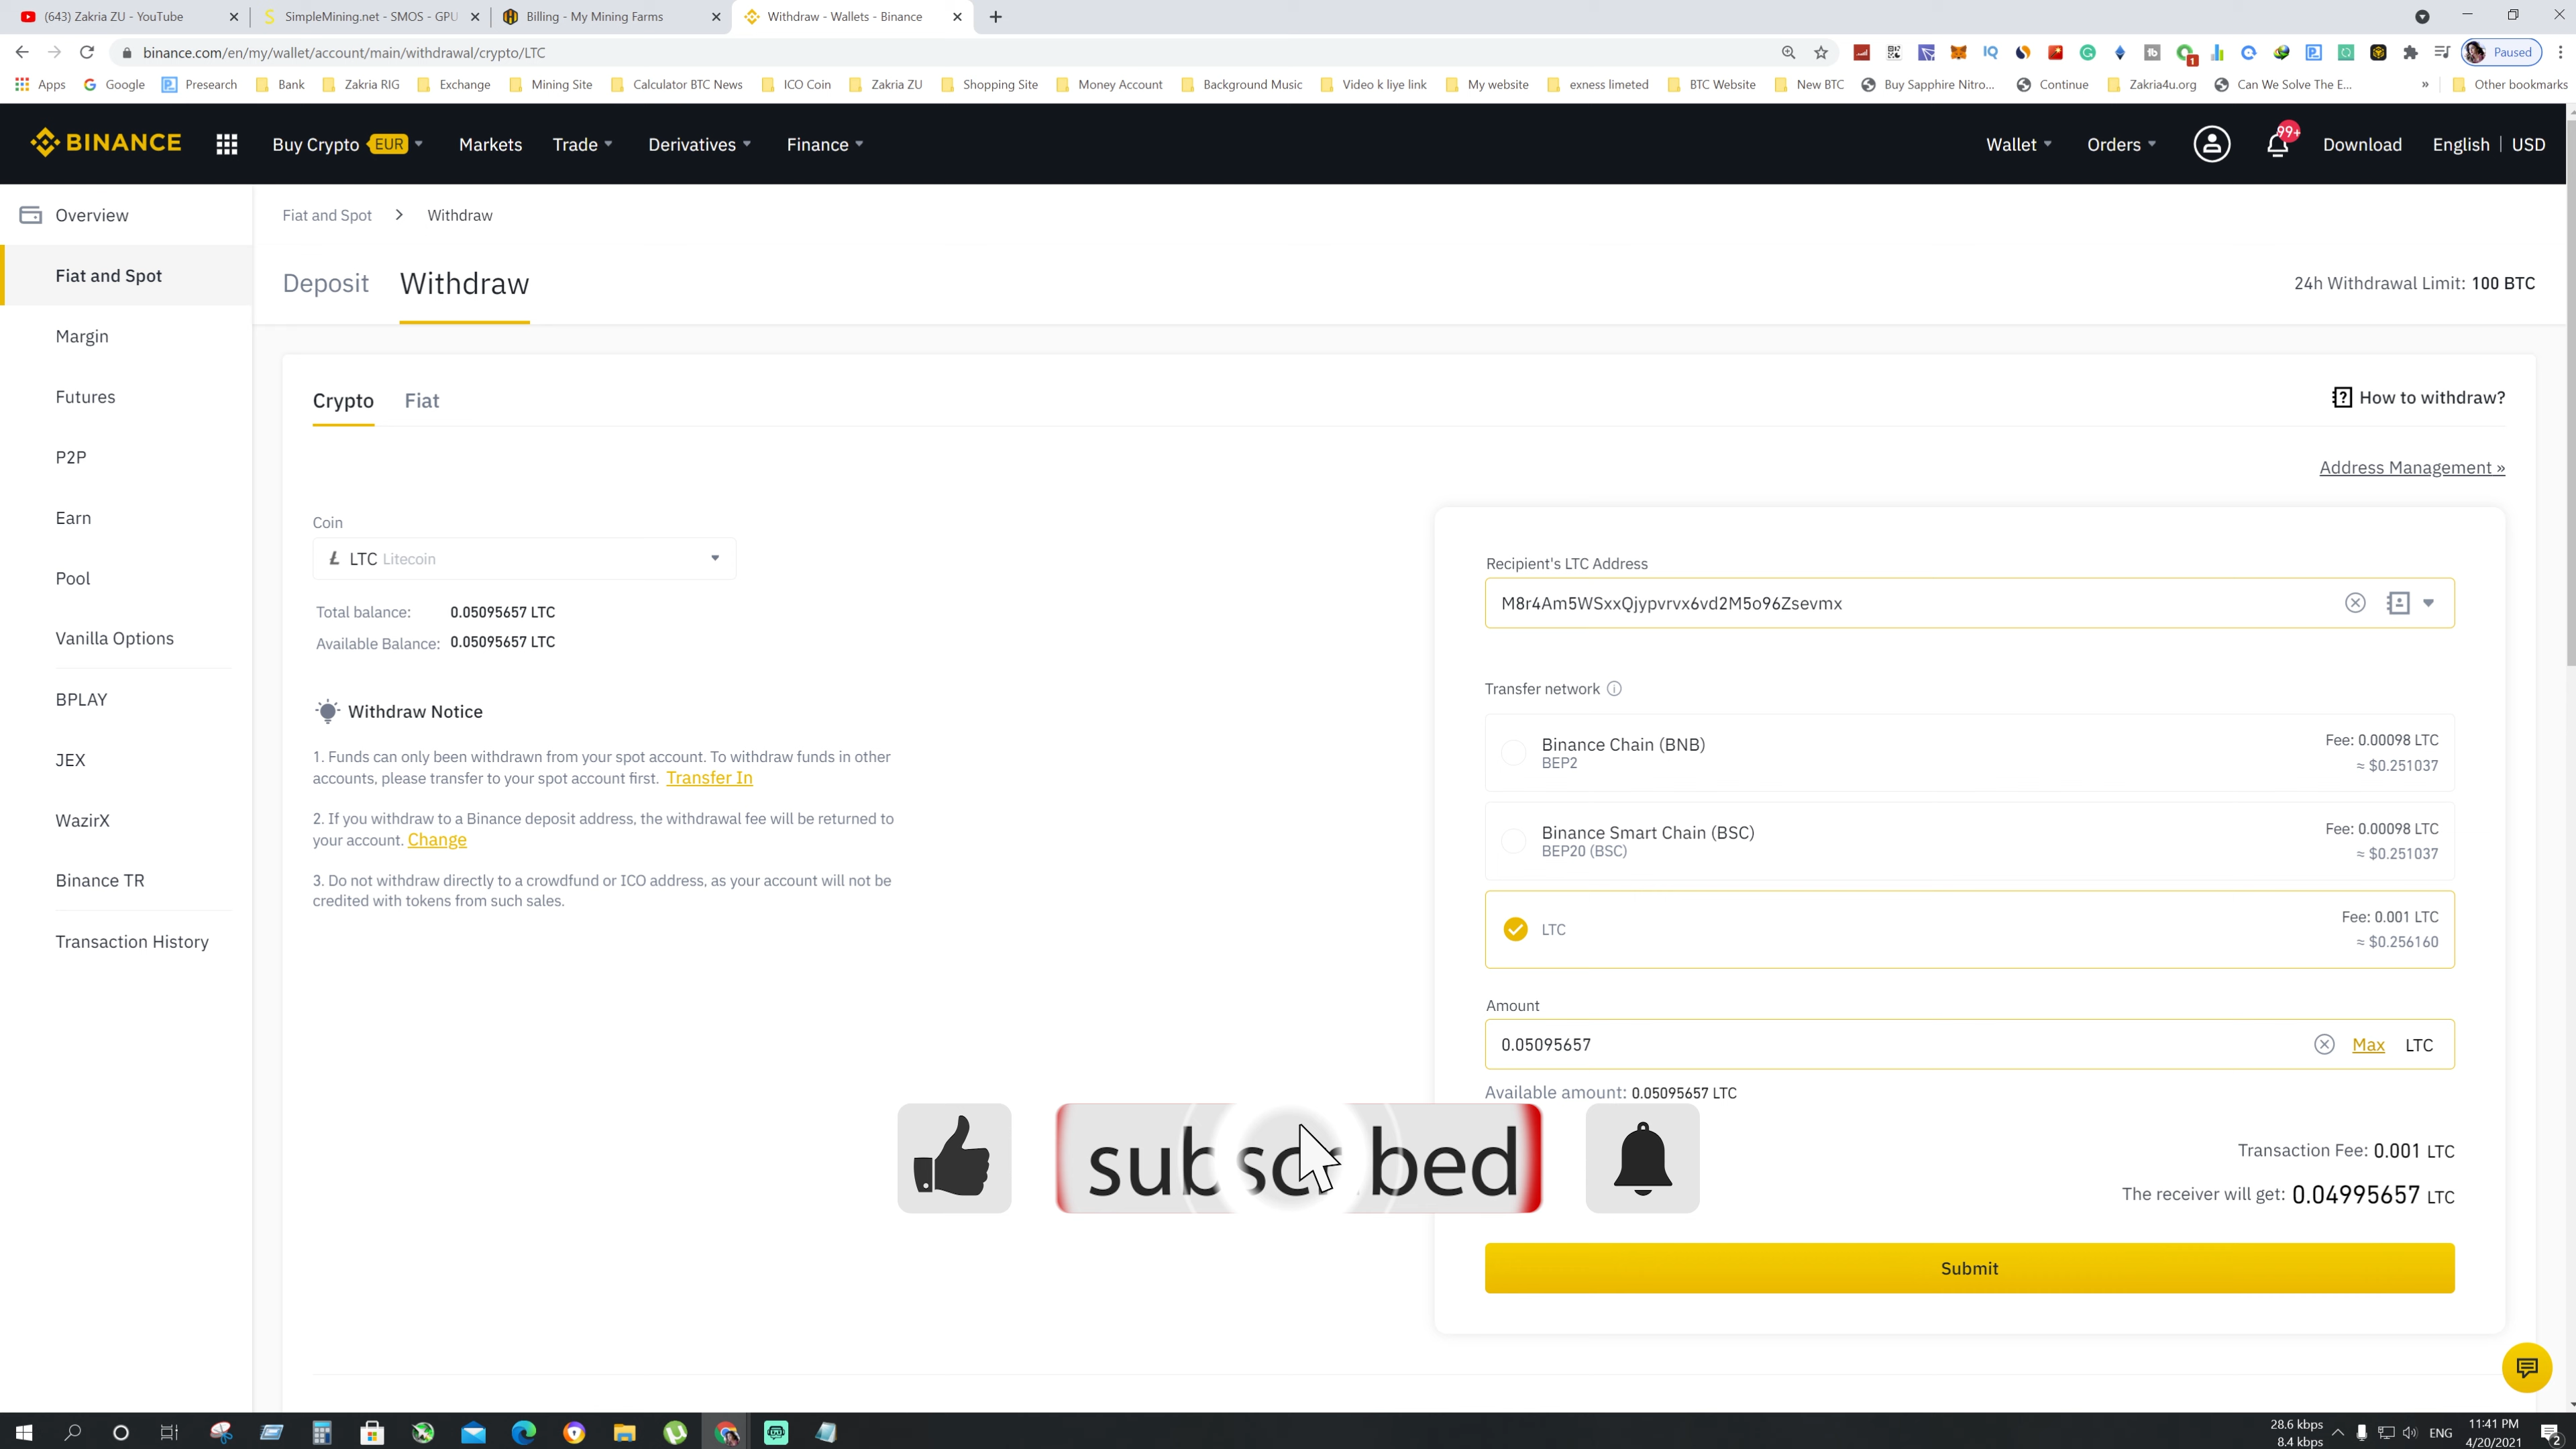 (643) Zakria ZU - YouTube
SimpleMining.net - SMOS - GPU
Billing - My Mining Farms
Withdraw - Wallets - Binance
binance.com/en/my/wallet/account/main/withdrawal/crypto/LTC
Paused
Apps Google Presearch Bank Zakria RIG Exchange Mining Site Calculator BTC News ICO Coin Zakria ZU Shopping Site Money Account Background Music Video k liye link My website exness limeted BTC Website New BTC Buy Sapphire Nitro... Continue Zakria4u.org Can We Solve The E... » Other bookmarks
BINANCE Buy Crypto EUR Markets Trade Derivatives Finance Wallet Orders 99+ Download English USD
Overview
Fiat and Spot
Margin
Futures
P2P
Earn
Pool
Vanilla Options
BPLAY
JEX
WazirX
Binance TR
Transaction History
Fiat and Spot > Withdraw
Deposit Withdraw
24h Withdrawal Limit: 100 BTC
Crypto Fiat
How to withdraw?
Address Management »
Coin
LTC Litecoin
Total balance: 0.05095657 LTC
Available Balance: 0.05095657 LTC
Withdraw Notice
1. Funds can only been withdrawn from your spot account. To withdraw funds in other
accounts, please transfer to your spot account first. Transfer In
2. If you withdraw to a Binance deposit address, the withdrawal fee will be returned to
your account. Change
3. Do not withdraw directly to a crowdfund or ICO address, as your account will not be
credited with tokens from such sales.
Recipient's LTC Address
M8r4Am5WSxxQjypvrvx6vd2M5o96Zsevmx
Transfer network
Binance Chain (BNB)
BEP2
Fee: 0.00098 LTC
≈ $0.251037
Binance Smart Chain (BSC)
BEP20 (BSC)
Fee: 0.00098 LTC
≈ $0.251037
LTC
Fee: 0.001 LTC
≈ $0.256160
Amount
0.05095657 Max LTC
Available amount: 0.05095657 LTC
subscribed
Transaction Fee: 0.001 LTC
The receiver will get: 0.04995657 LTC
Submit
28.6 kbps
8.4 kbps
ENG
11:41 PM
4/20/2021
2